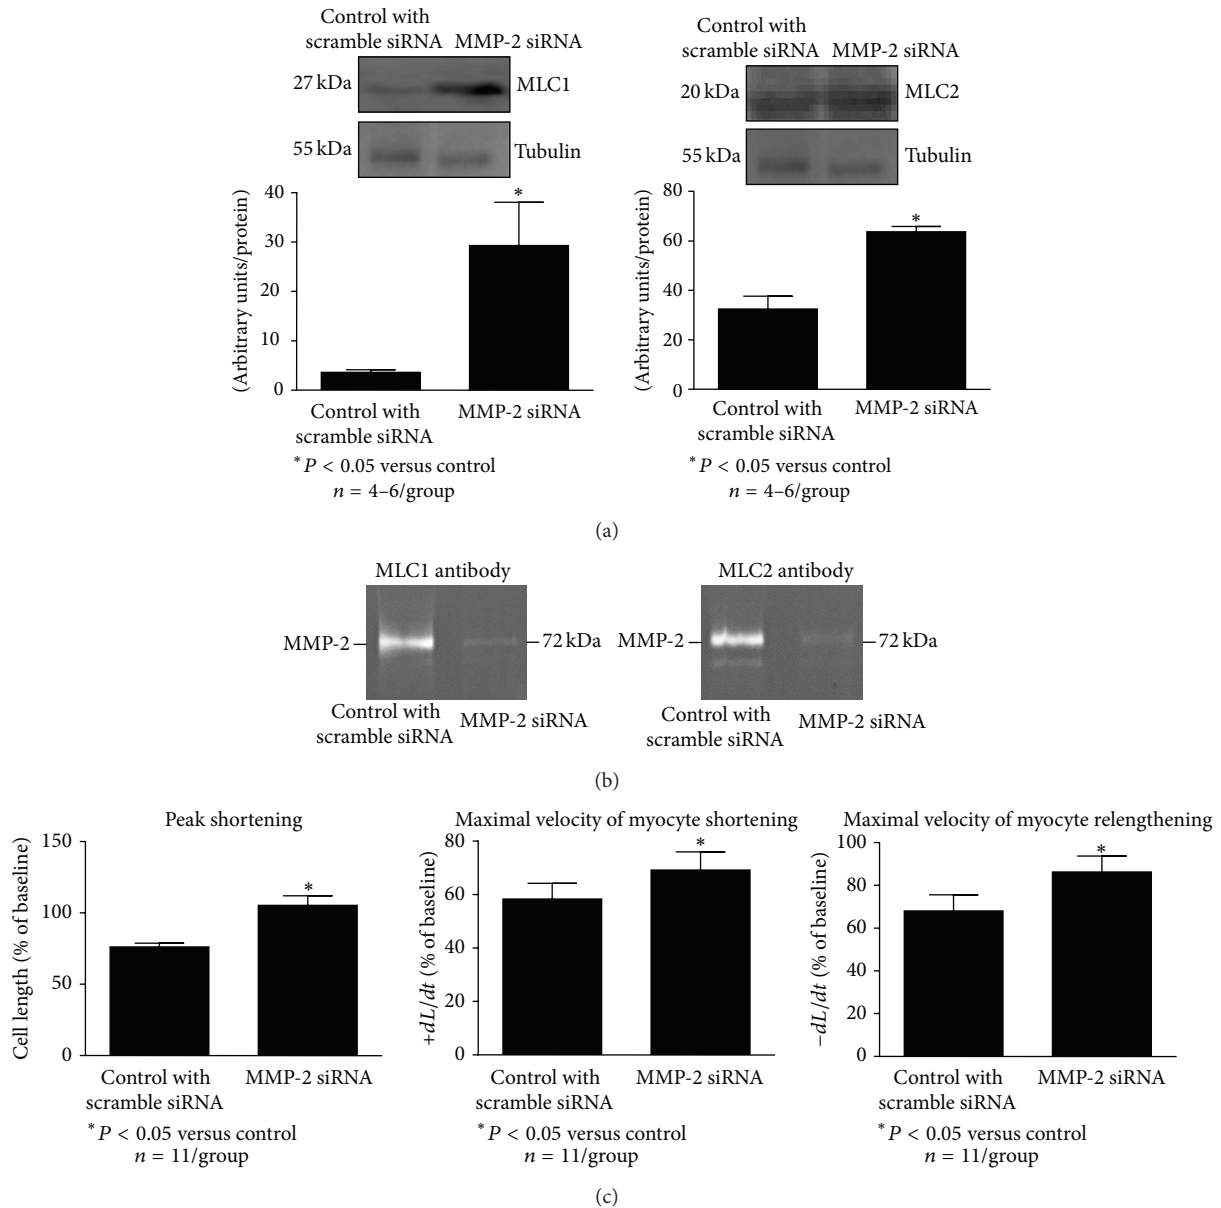 Control with
scramble siRNA
MMP-2 siRNA
27 kDa
MLC1
55 kDa
Tubulin
40
30
20
10
0
(Arbitrary units/protein)
*
Control with
scramble siRNA
MMP-2 siRNA
* P < 0.05 versus control
n = 4–6/group
Control with
scramble siRNA
MMP-2 siRNA
20 kDa
MLC2
55 kDa
Tubulin
80
60
40
20
0
(Arbitrary units/protein)
*
Control with
scramble siRNA
MMP-2 siRNA
* P < 0.05 versus control
n = 4–6/group
(a)
MLC1 antibody
MMP-2
72 kDa
Control with
scramble siRNA
MMP-2 siRNA
MLC2 antibody
MMP-2
72 kDa
Control with
scramble siRNA
MMP-2 siRNA
(b)
Peak shortening
150
100
50
0
Cell length (% of baseline)
*
Control with
scramble siRNA
MMP-2 siRNA
* P < 0.05 versus control
n = 11/group
Maximal velocity of myocyte shortening
80
60
40
20
0
+dL/dt (% of baseline)
*
Control with
scramble siRNA
MMP-2 siRNA
* P < 0.05 versus control
n = 11/group
Maximal velocity of myocyte relengthening
100
80
60
40
20
0
−dL/dt (% of baseline)
*
Control with
scramble siRNA
MMP-2 siRNA
* P < 0.05 versus control
n = 11/group
(c)